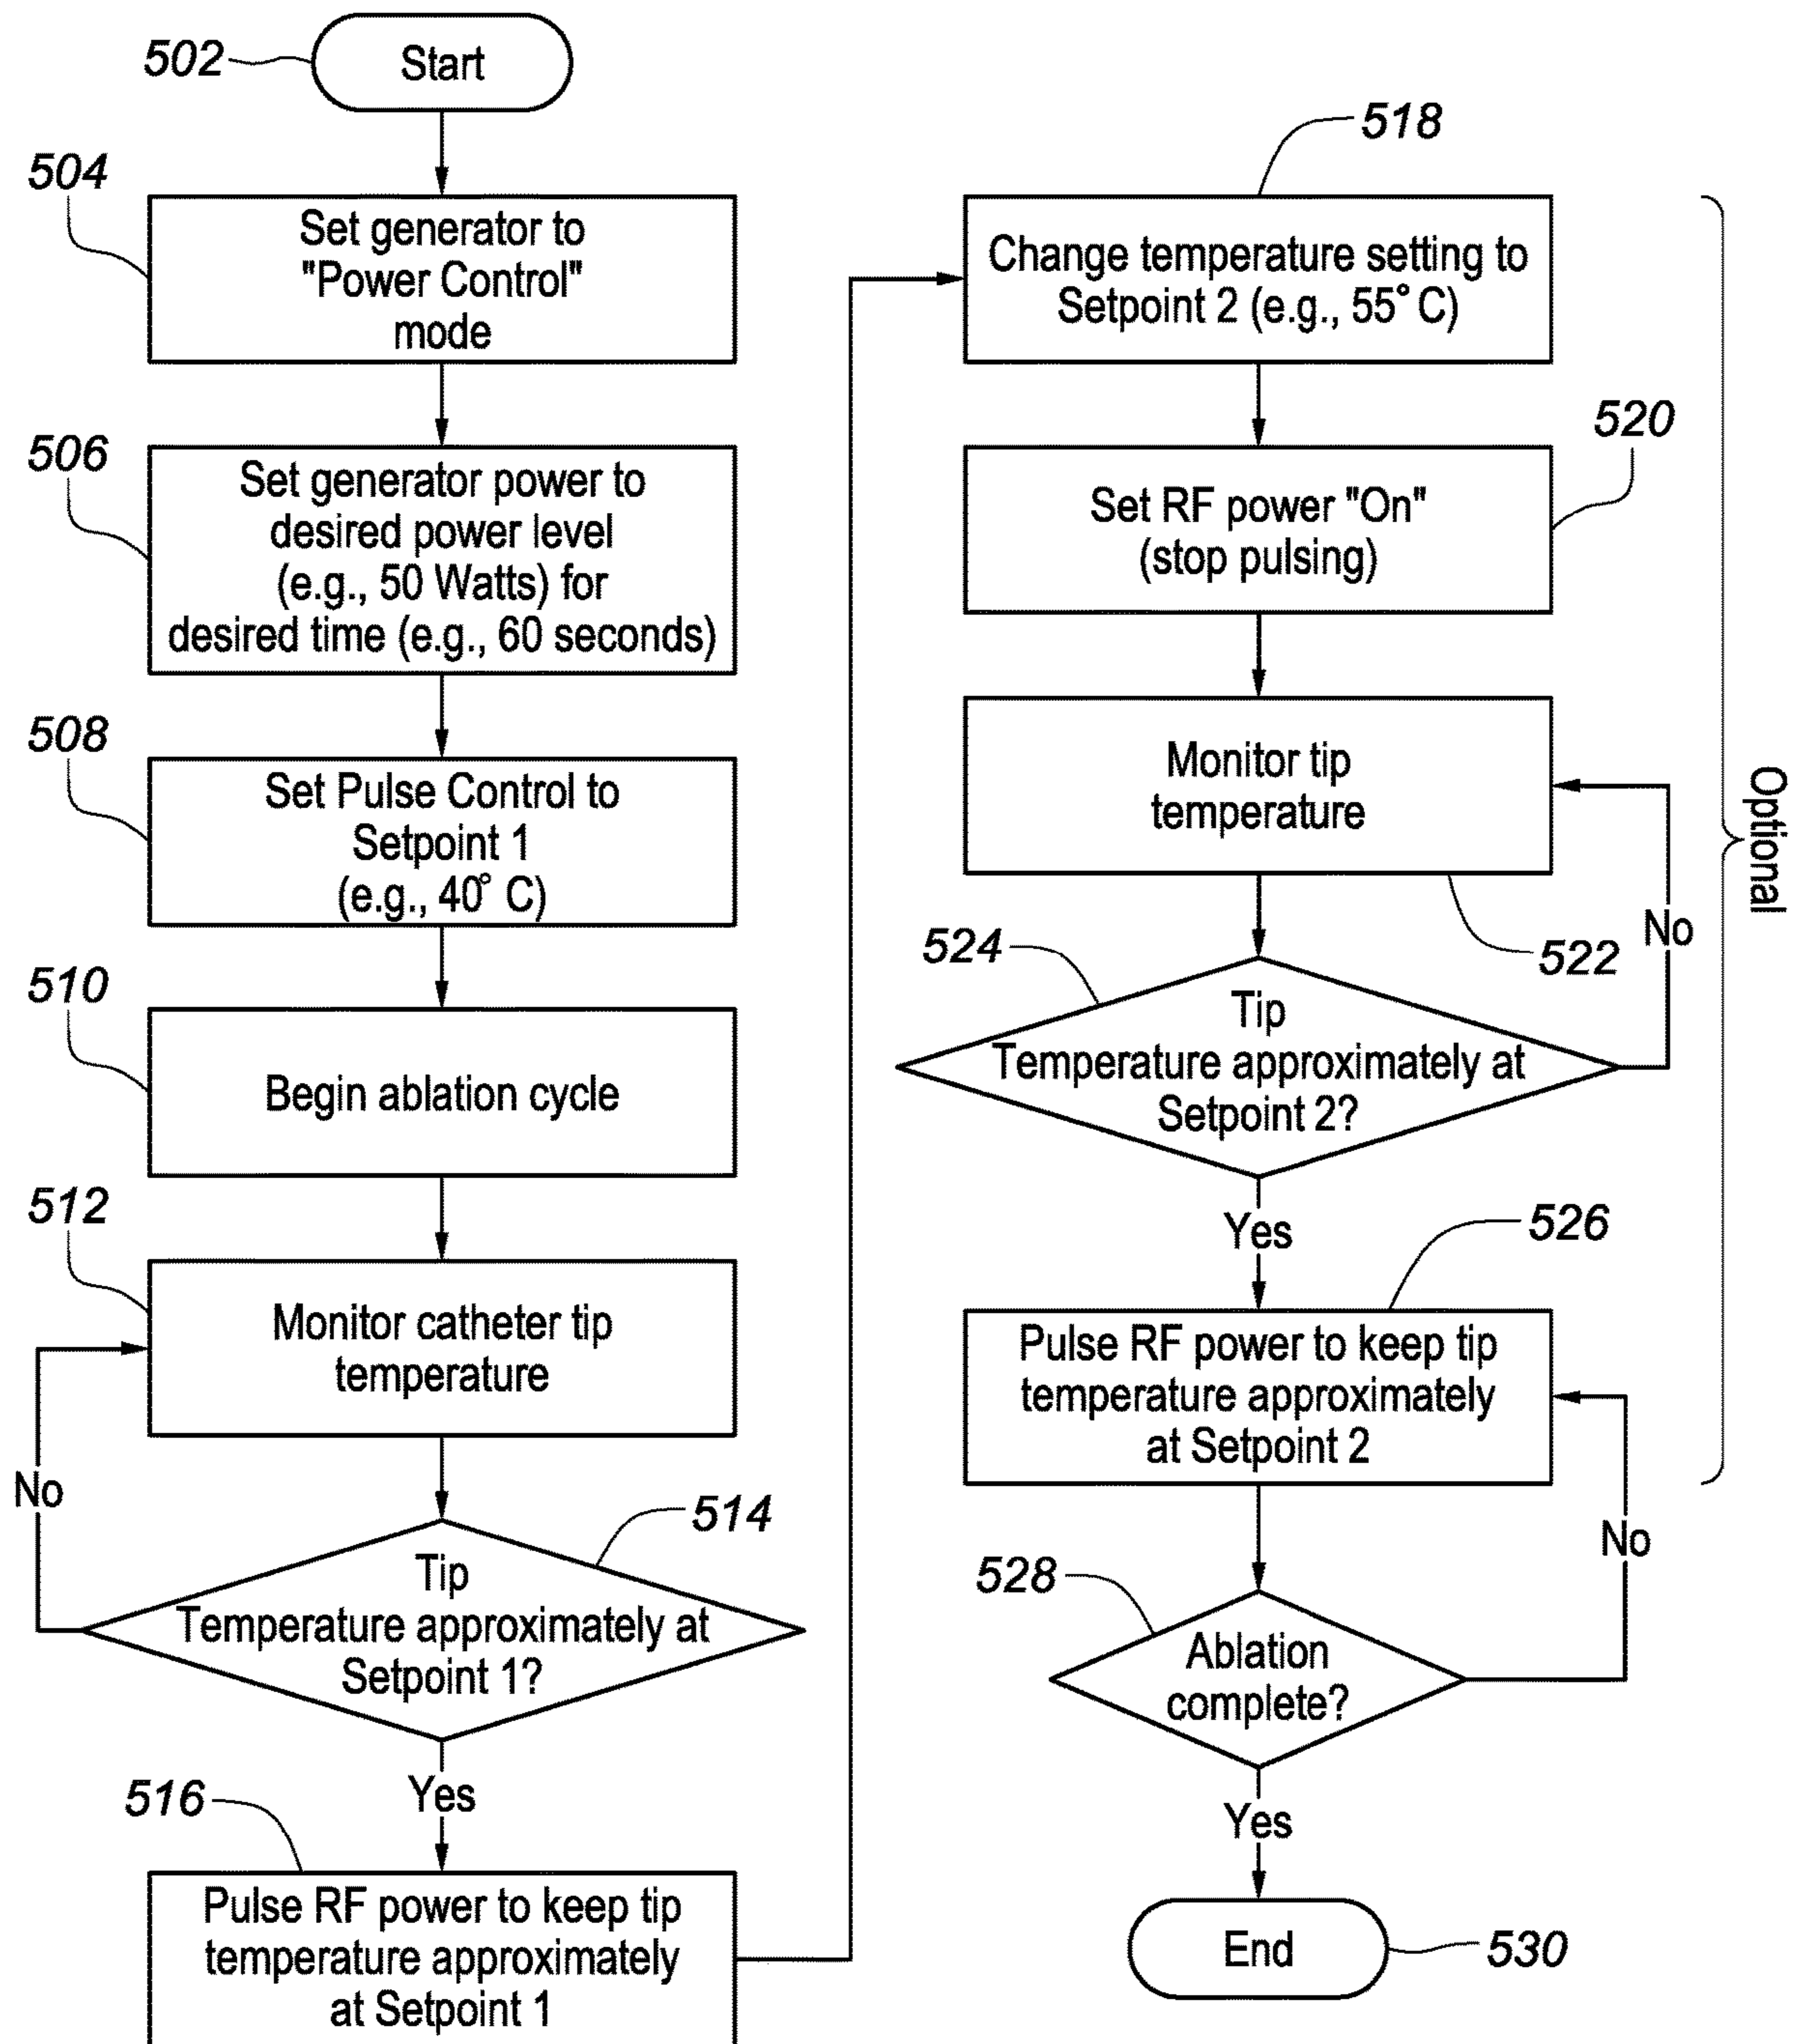 502
Start
504
Set generator to
"Power Control"
mode
506
Set generator power to
desired power level
(e.g., 50 Watts) for
desired time (e.g., 60 seconds)
508
Set Pulse Control to
Setpoint 1
(e.g., 40° C)
510
Begin ablation cycle
512
Monitor catheter tip
temperature
No
514
Tip
Temperature approximately at
Setpoint 1?
Yes
516
Pulse RF power to keep tip
temperature approximately
at Setpoint 1
518
Change temperature setting to
Setpoint 2 (e.g., 55° C)
520
Set RF power "On"
(stop pulsing)
Monitor tip
temperature
522
No
Optional
524
Tip
Temperature approximately at
Setpoint 2?
Yes
526
Pulse RF power to keep tip
temperature approximately
at Setpoint 2
No
528
Ablation
complete?
Yes
End
530